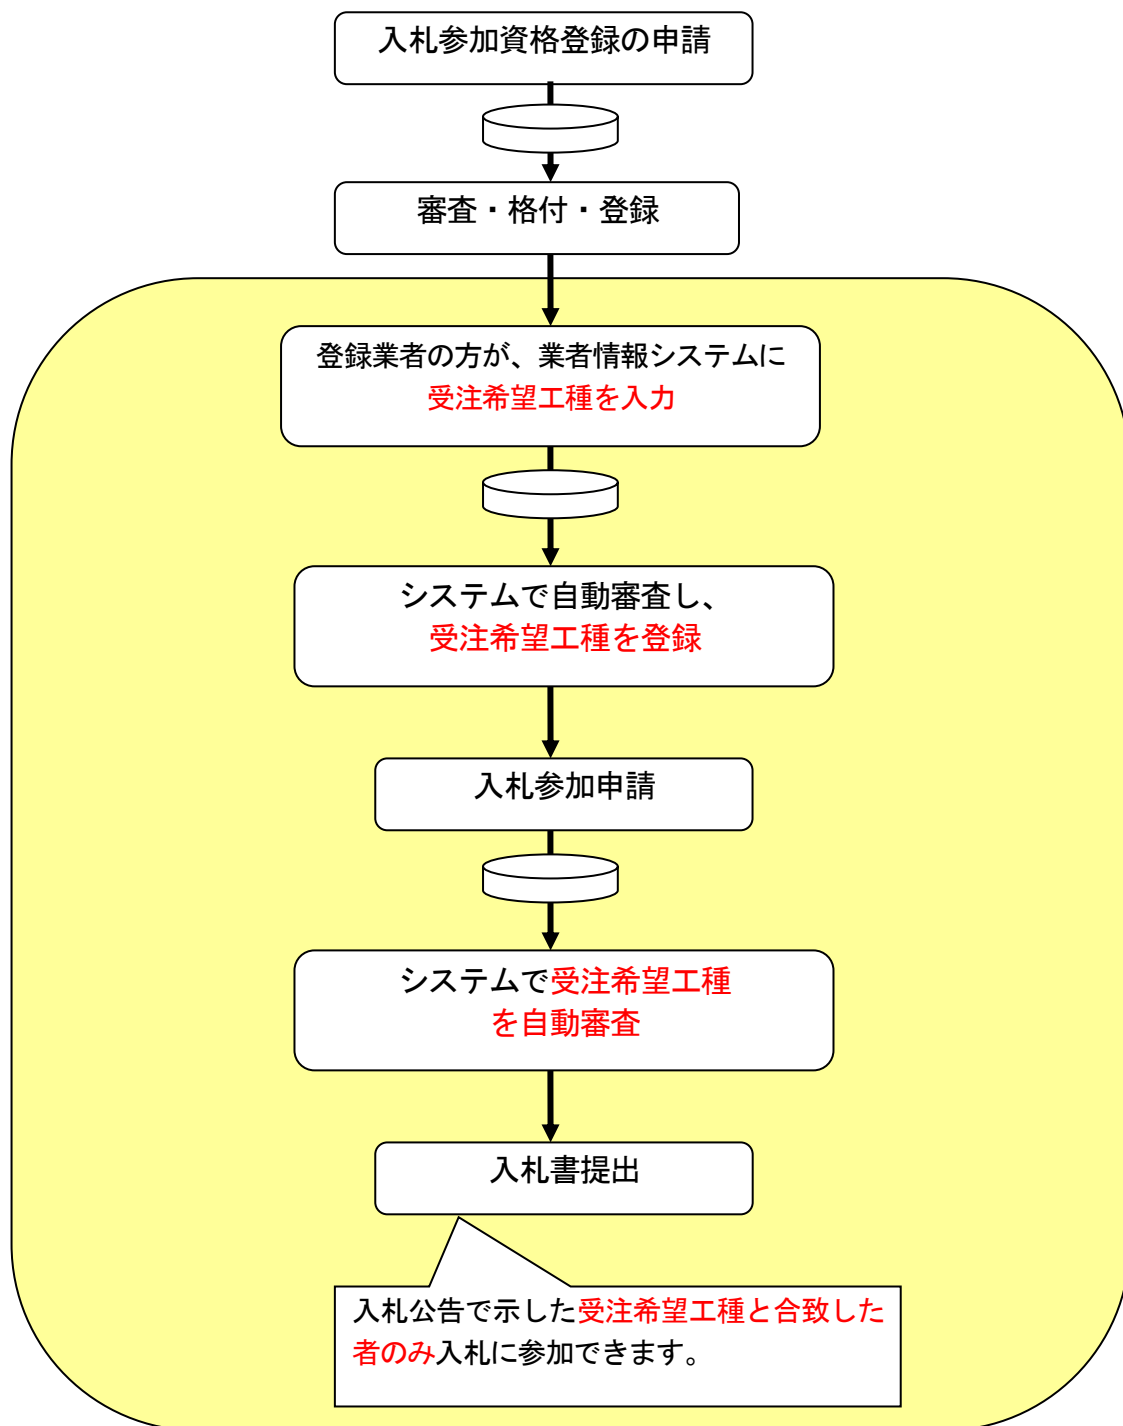 入札参加資格登録の申請
審査・格付・登録
登録業者の方が、業者情報システムに
受注希望工種を入力
システムで自動審査し、
受注希望工種を登録
入札参加申請
システムで受注希望工種
を自動審査
入札書提出
入札公告で示した受注希望工種と合致した
者のみ入札に参加できます。